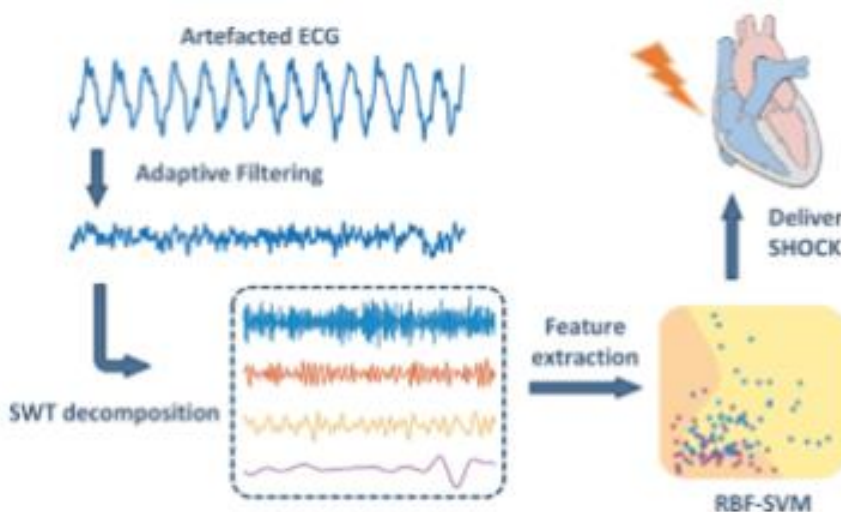 Artefacted ECG
Adaptive Filtering
SWT decomposition
Feature
extraction
RBF-SVM
Deliver
SHOCK